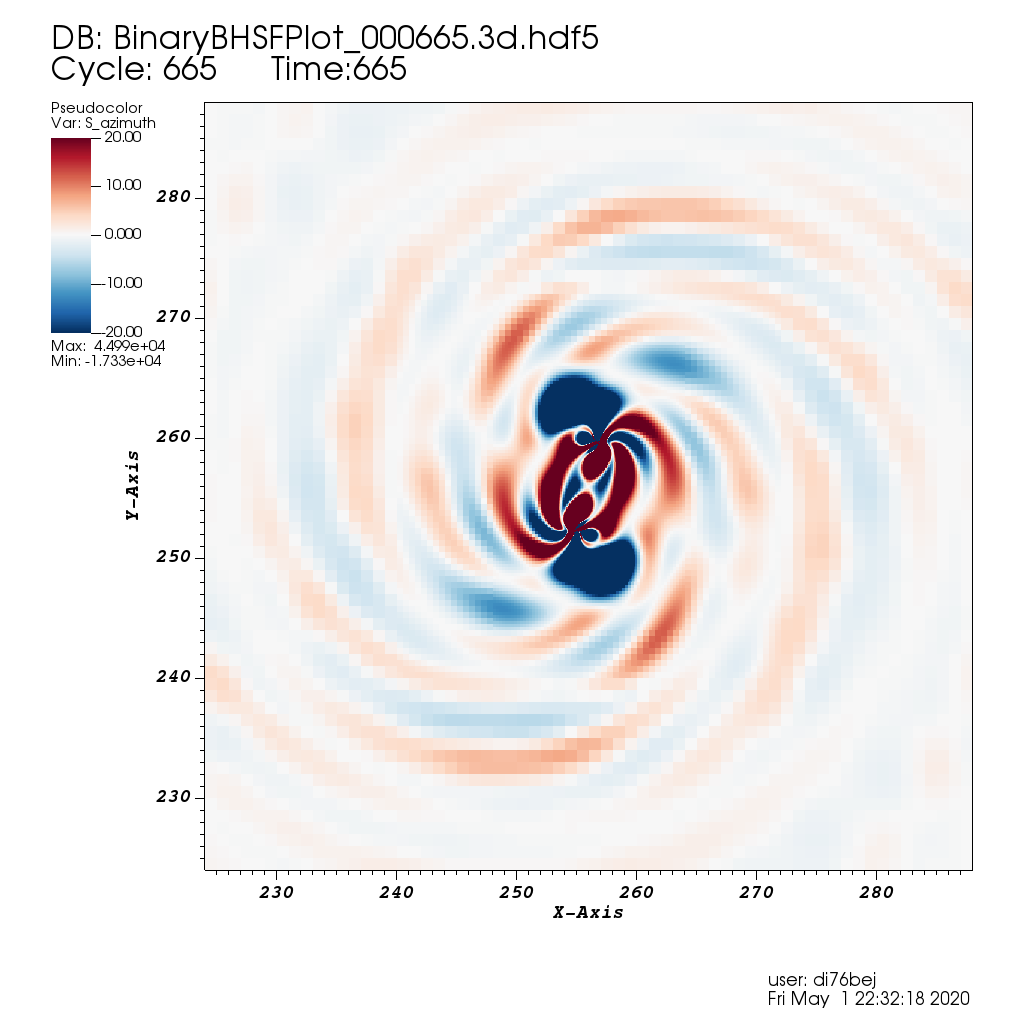 DB: BinaryBHSFPlot_000665.3d.hdf5
Cycle: 665 Time:665
Pseudocolor
Var: S_azimuth
20.00
10.00
0.000
-10.00
-20.00
Max: 4.499e+04
Min: -1.733e+04
280
270
260
250
240
230
Y-Axis
230 240 250 260 270 280
X-Axis
user: di76bej
Fri May 1 22:32:18 2020